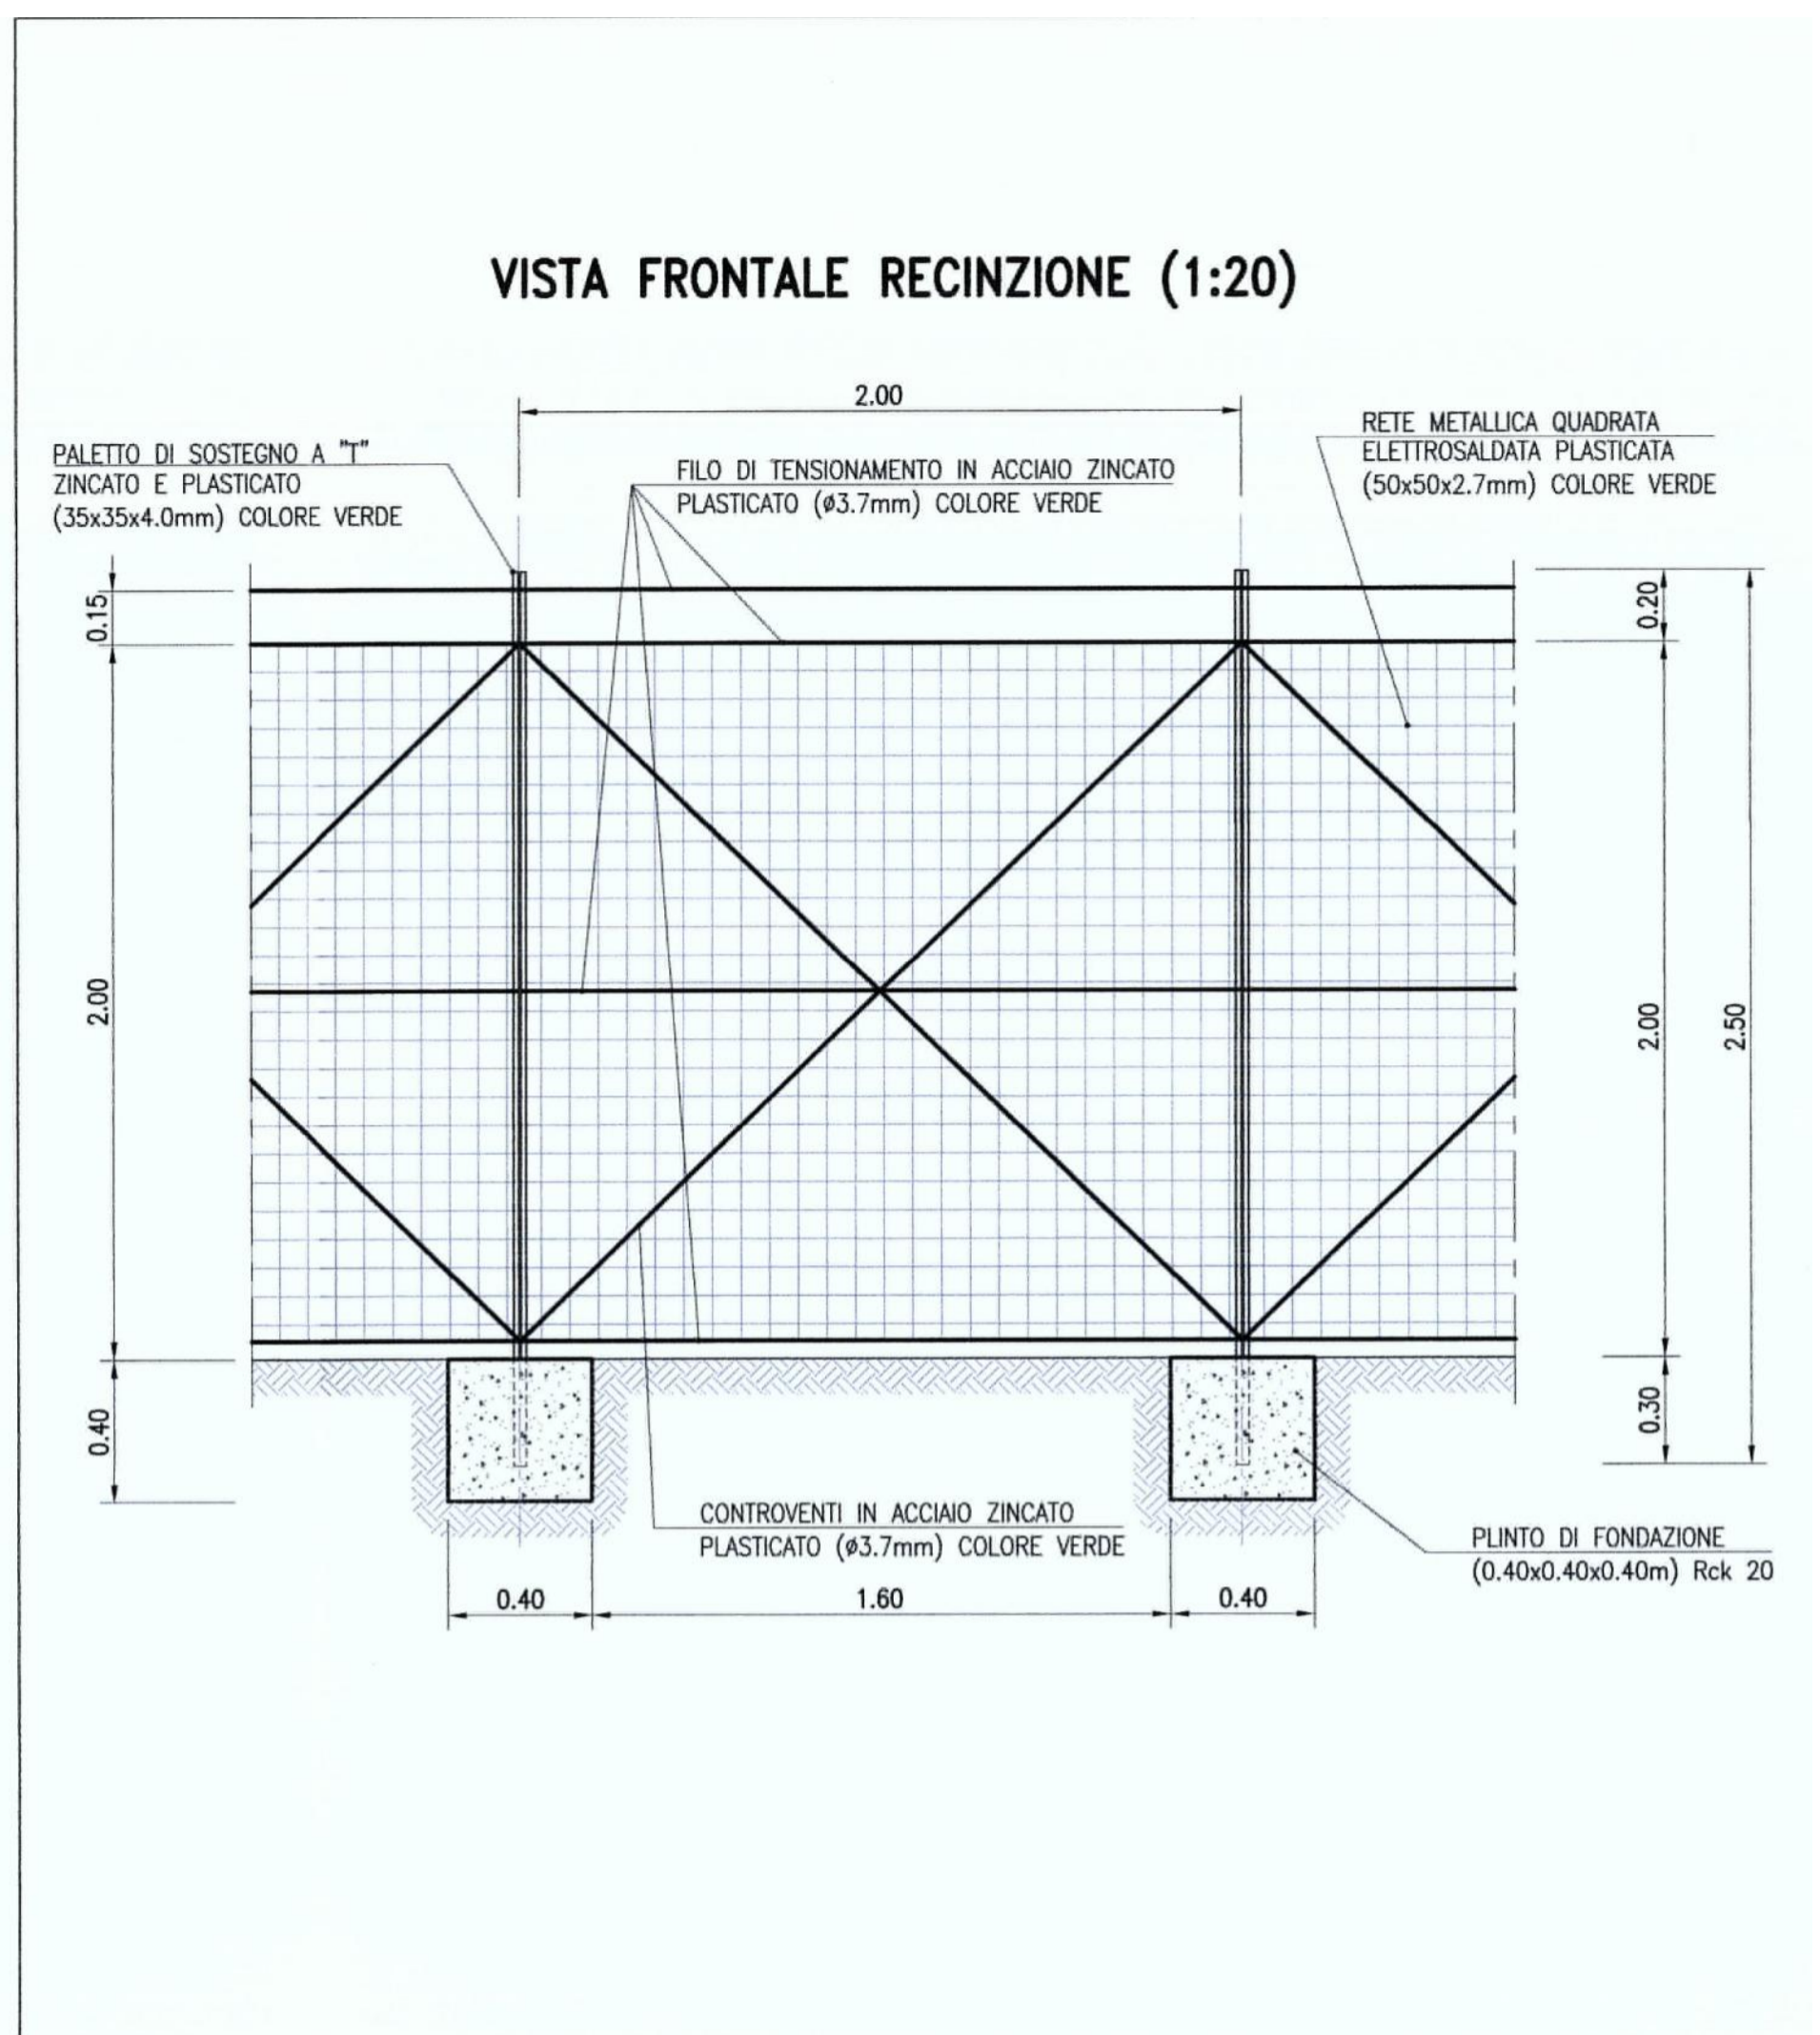 VISTA FRONTALE RECINZIONE (1:20)
2.00
PALETTO DI SOSTEGNO A "T"
ZINCATO E PLASTICATO
(35x35x4.0mm) COLORE VERDE
FILO DI TENSIONAMENTO IN ACCIAIO ZINCATO
PLASTICATO (ø3.7mm) COLORE VERDE
RETE METALLICA QUADRATA
ELETTROSALDATA PLASTICATA
(50x50x2.7mm) COLORE VERDE
0.15
2.00
0.40
0.20
2.00
2.50
0.30
CONTROVENTI IN ACCIAIO ZINCATO
PLASTICATO (ø3.7mm) COLORE VERDE
PLINTO DI FONDAZIONE
(0.40x0.40x0.40m) Rck 20
0.40
1.60
0.40